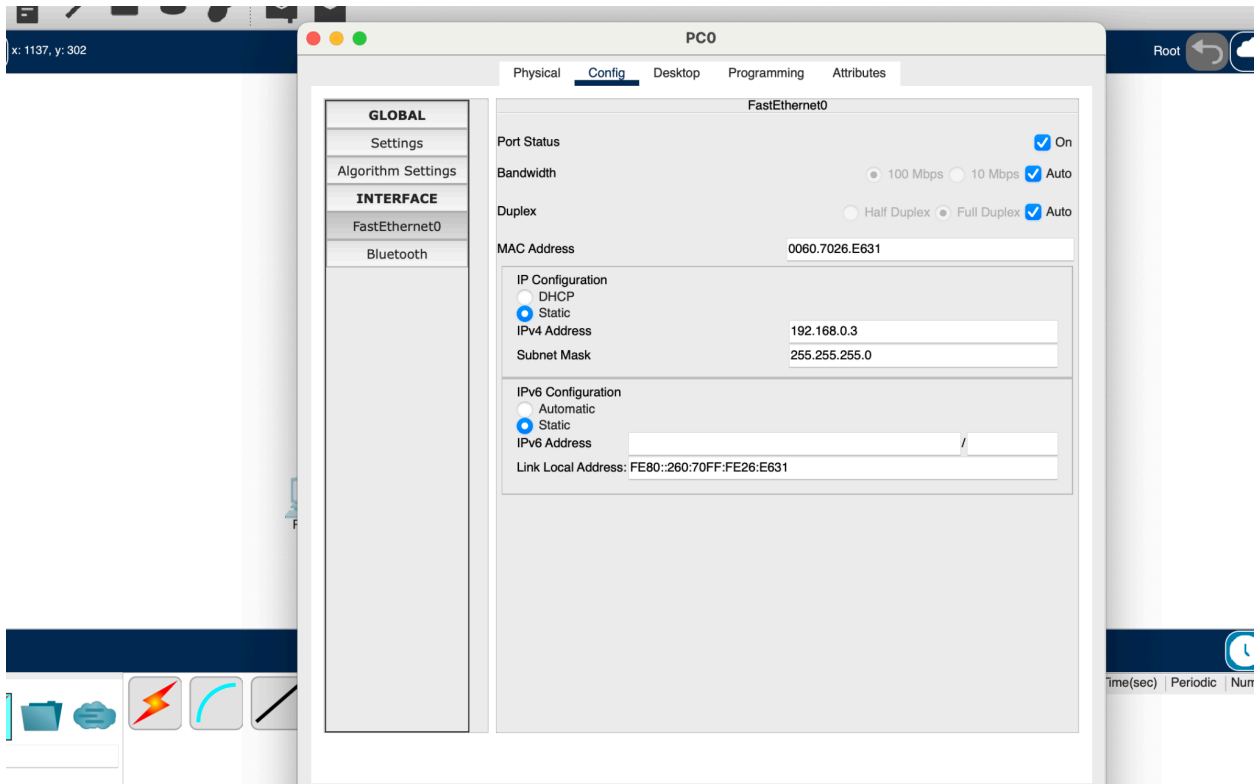 x: 1137, y: 302
PC0
Root
Physical Config Desktop Programming Attributes
GLOBAL
Settings
Algorithm Settings
INTERFACE
FastEthernet0
Bluetooth
FastEthernet0
Port Status On
Bandwidth 100 Mbps 10 Mbps Auto
Duplex Half Duplex Full Duplex Auto
MAC Address 0060.7026.E631
IP Configuration
DHCP
Static
IPv4 Address 192.168.0.3
Subnet Mask 255.255.255.0
IPv6 Configuration
Automatic
Static
IPv6 Address /
Link Local Address: FE80::260:70FF:FE26:E631
Time(sec) Periodic